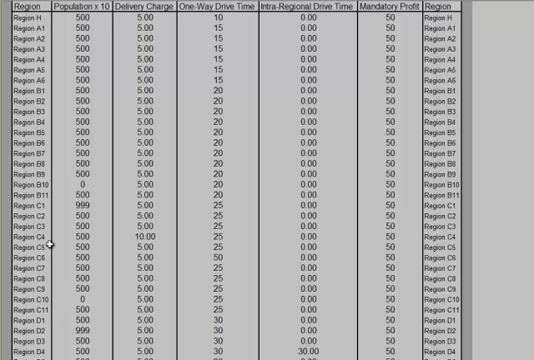 Region Population x 10 Delivery Charge One-Way Drive Time Intra-Regional Drive Time Mandatory Profit Region
Region H 500 5.00 10 0.00 50 Region H
Region A1 500 5.00 15 0.00 50 Region A1
Region A2 500 5.00 15 0.00 50 Region A2
Region A3 500 5.00 15 0.00 50 Region A3
Region A4 500 5.00 15 0.00 50 Region A4
Region A5 500 5.00 15 0.00 50 Region A5
Region A6 500 5.00 15 0.00 50 Region A6
Region B1 500 5.00 20 0.00 50 Region B1
Region B2 500 5.00 20 0.00 50 Region B2
Region B3 500 5.00 20 0.00 50 Region B3
Region B4 500 5.00 20 0.00 50 Region B4
Region B5 500 5.00 20 0.00 50 Region B5
Region B6 500 5.00 20 0.00 50 Region B6
Region B7 500 5.00 20 0.00 50 Region B7
Region B8 500 5.00 20 0.00 50 Region B8
Region B9 500 5.00 20 0.00 50 Region B9
Region B10 0 5.00 20 0.00 50 Region B10
Region B11 500 5.00 20 0.00 50 Region B11
Region C1 999 5.00 25 0.00 50 Region C1
Region C2 500 5.00 25 0.00 50 Region C2
Region C3 500 5.00 25 0.00 50 Region C3
Region C4 500 10.00 25 0.00 50 Region C4
Region C5 500 5.00 25 0.00 50 Region C5
Region C6 500 5.00 50 0.00 50 Region C6
Region C7 500 5.00 25 0.00 50 Region C7
Region C8 500 5.00 25 0.00 50 Region C8
Region C9 500 5.00 25 0.00 50 Region C9
Region C10 0 5.00 25 0.00 50 Region C10
Region C11 500 5.00 25 0.00 50 Region C11
Region D1 500 5.00 30 0.00 50 Region D1
Region D2 999 5.00 30 0.00 50 Region D2
Region D3 500 5.00 30 0.00 50 Region D3
Region D4 500 5.00 30 30.00 50 Region D4